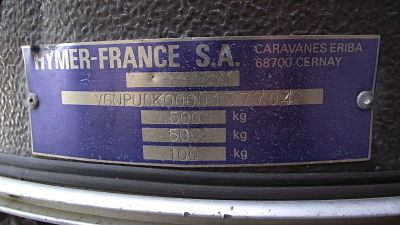 HYMER-FRANCE S.A.
CARAVANES ERIBA
68700 CERNAY
500 kg
500 kg
100 kg